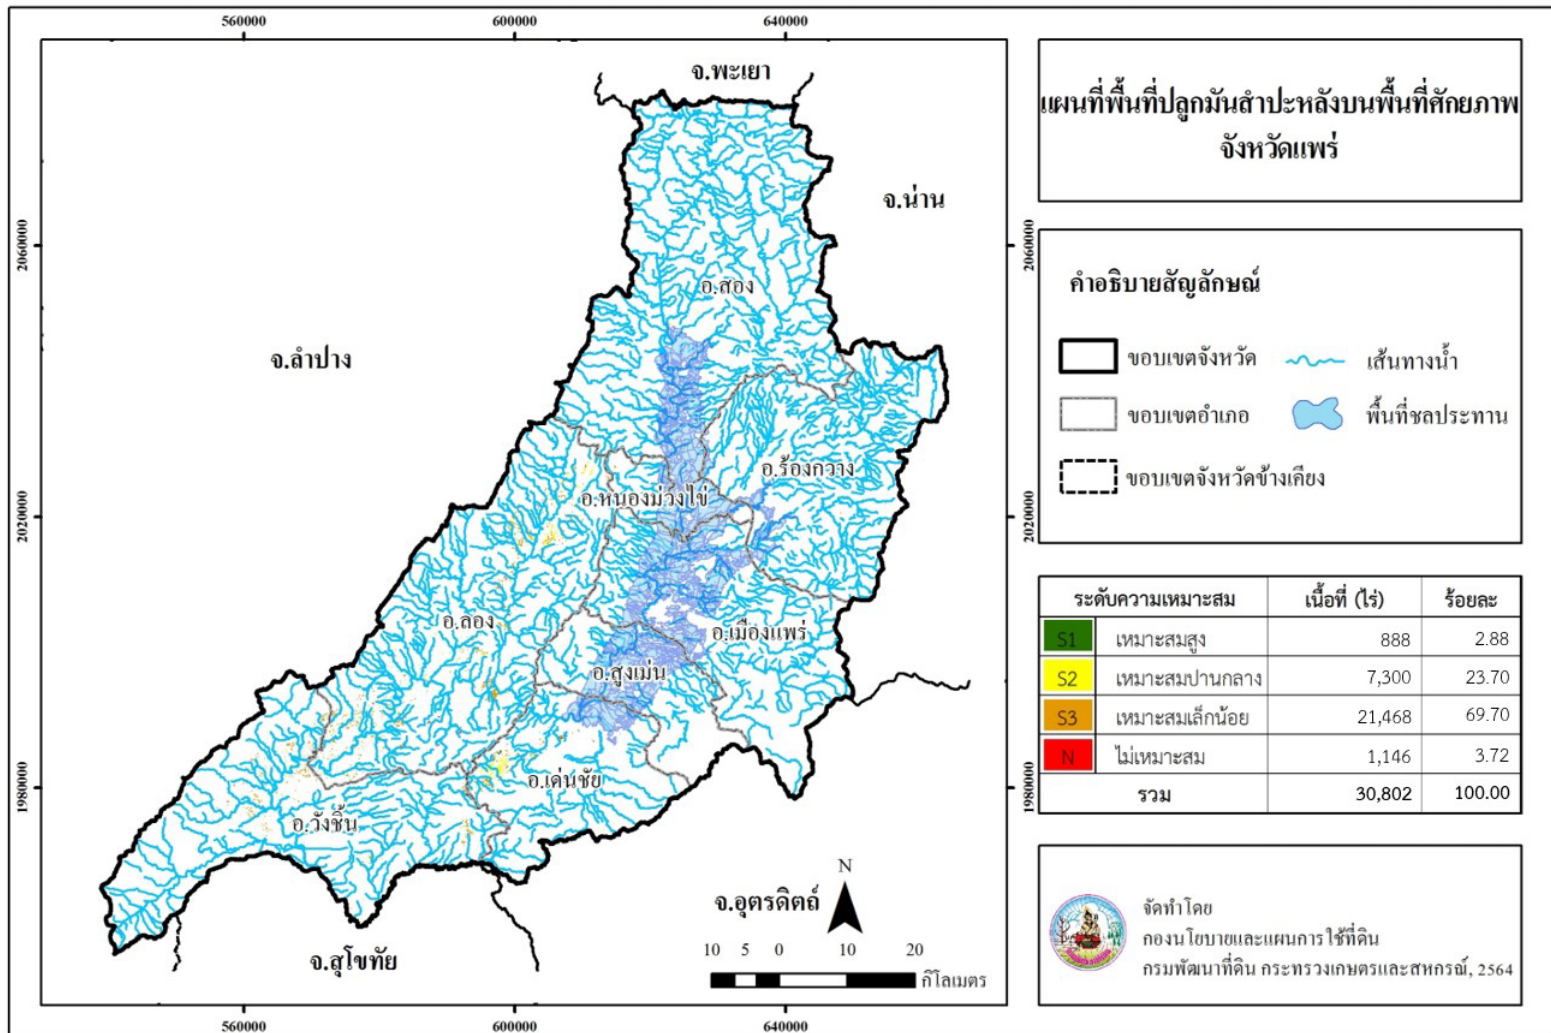 560000
600000
640000
จ.พะเยา
จ.น่าน
2060000
2060000
อ.สอง
จ.ลำปาง
อ.ร้องกวาง
อ.หนองม่วงไข่
2020000
2020000
อ.ลอง
อ.เมืองแพร่
อ.สูงเม่น
อ.เด่นชัย
1980000
1980000
อ.วังชิ้น
N
จ.อุตรดิตถ์
จ.สุโขทัย
10 5 0 10 20
กิโลเมตร
560000
600000
640000
แผนที่พื้นที่ปลูกมันสำปะหลังบนพื้นที่ศักยภาพ
จังหวัดแพร่
คำอธิบายสัญลักษณ์
ขอบเขตจังหวัด เส้นทางน้ำ
ขอบเขตอำเภอ พื้นที่ชลประทาน
ขอบเขตจังหวัดข้างเคียง
ระดับความเหมาะสม เนื้อที่ (ไร่) ร้อยละ
S1 เหมาะสมสูง 888 2.88
S2 เหมาะสมปานกลาง 7,300 23.70
S3 เหมาะสมเล็กน้อย 21,468 69.70
N ไม่เหมาะสม 1,146 3.72
รวม 30,802 100.00
จัดทำโดย
กองนโยบายและแผนการใช้ที่ดิน
กรมพัฒนาที่ดิน กระทรวงเกษตรและสหกรณ์, 2564